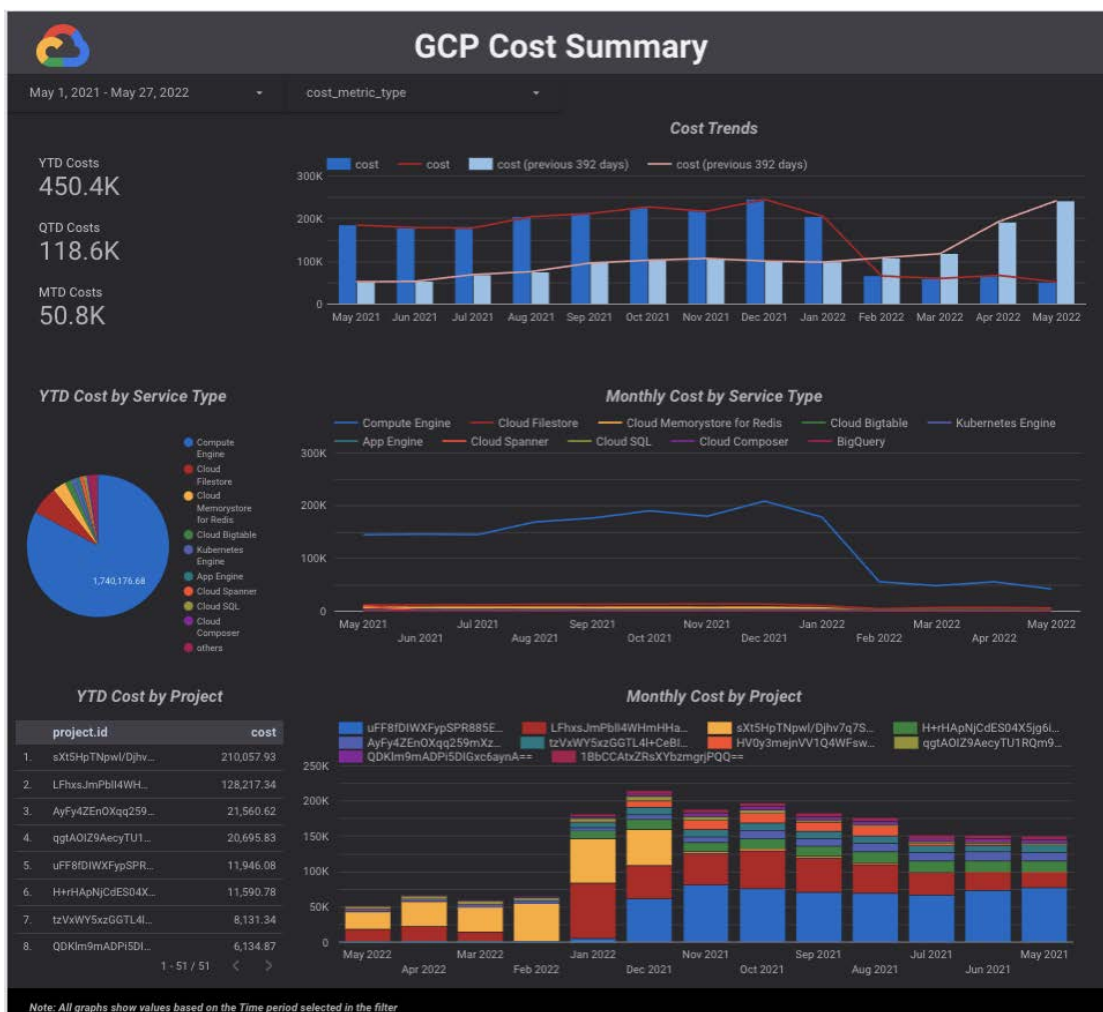 GCP Cost Summary
May 1, 2021 - May 27, 2022
cost_metric_type
Cost Trends
YTD Costs
450.4K
QTD Costs
118.6K
MTD Costs
50.8K
cost cost cost (previous 392 days) cost (previous 392 days)
300K
200K
100K
0
May 2021 Jun 2021 Jul 2021 Aug 2021 Sep 2021 Oct 2021 Nov 2021 Dec 2021 Jan 2022 Feb 2022 Mar 2022 Apr 2022 May 2022
YTD Cost by Service Type
Compute
Engine
Cloud
Filestore
Cloud
Memorystore
for Redis
Cloud Bigtable
Kubernetes
Engine
App Engine
Cloud Spanner
Cloud SQL
Cloud
Composer
others
1,740,176.68
Monthly Cost by Service Type
Compute Engine Cloud Filestore Cloud Memorystore for Redis Cloud Bigtable Kubernetes Engine
App Engine Cloud Spanner Cloud SQL Cloud Composer BigQuery
300K
200K
100K
0
May 2021 Jul 2021 Sep 2021 Nov 2021 Jan 2022 Mar 2022 May 2022
Jun 2021 Aug 2021 Oct 2021 Dec 2021 Feb 2022 Apr 2022
YTD Cost by Project
project.id cost
1. sXt5HpTNpwI/Djhv... 210,057.93
2. LFhxsJmPbII4WH... 128,217.34
3. AyFy4ZEnOXqq259... 21,560.62
4. qgtAOIZ9AecyTU1... 20,695.83
5. uFF8fDIWXFypSPR... 11,946.08
6. H+rHApNjCdES04X... 11,590.78
7. tzVxWY5xzGGTL4l... 8,131.34
8. QDKlm9mADPi5DI... 6,134.87
1 - 51 / 51
Monthly Cost by Project
uFF8fDIWXFypSPR885E... LFhxsJmPbII4WHmHHa... sXt5HpTNpwI/Djhv7q7S... H+rHApNjCdES04X5jg6i...
AyFy4ZEnOXqq259mXz... tzVxWY5xzGGTL4l+CeBI... HV0y3mejnVV1Q4WFsw... qgtAOIZ9AecyTU1RQm9...
QDKlm9mADPi5DIGxc6aynA== 1BbCCAtxZRsXYbzmgrjPQQ==
250K
200K
150K
100K
50K
0
May 2022 Mar 2022 Jan 2022 Nov 2021 Sep 2021 Jul 2021 May 2021
Apr 2022 Feb 2022 Dec 2021 Oct 2021 Aug 2021 Jun 2021
Note: All graphs show values based on the Time period selected in the filter